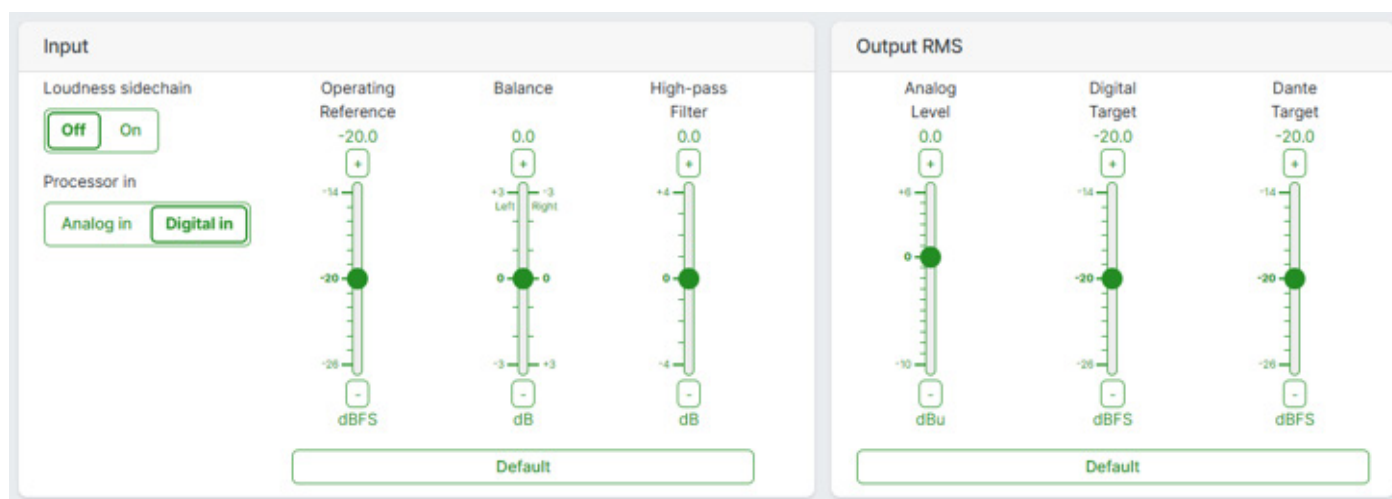 Input
Loudness sidechain
Off On
Processor in
Analog in Digital in
Operating
Reference
-20.0
+
-14
-20
-26
-
dBFS
Balance
0.0
+
+3 -3
Left Right
0 0
-3 +3
-
dB
High-pass
Filter
0.0
+
+4
0
-4
-
dB
Default
Output RMS
Analog
Level
0.0
+
+6
0
-10
-
dBu
Digital
Target
-20.0
+
-14
-20
-26
-
dBFS
Dante
Target
-20.0
+
-14
-20
-26
-
dBFS
Default